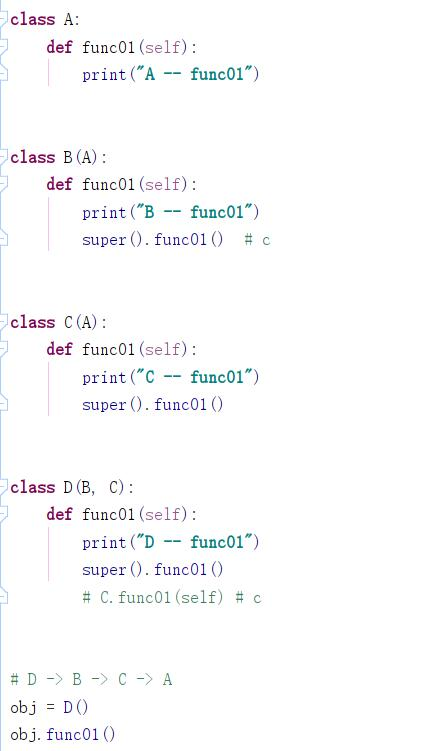 class A:
    def func01(self):
        print("A -- func01")
class B(A):
    def func01(self):
        print("B -- func01")
        super().func01()  # c
class C(A):
    def func01(self):
        print("C -- func01")
        super().func01()
class D(B, C):
    def func01(self):
        print("D -- func01")
        super().func01()
        # C.func01(self) # c
# D -> B -> C -> A
obj = D()
obj.func01()